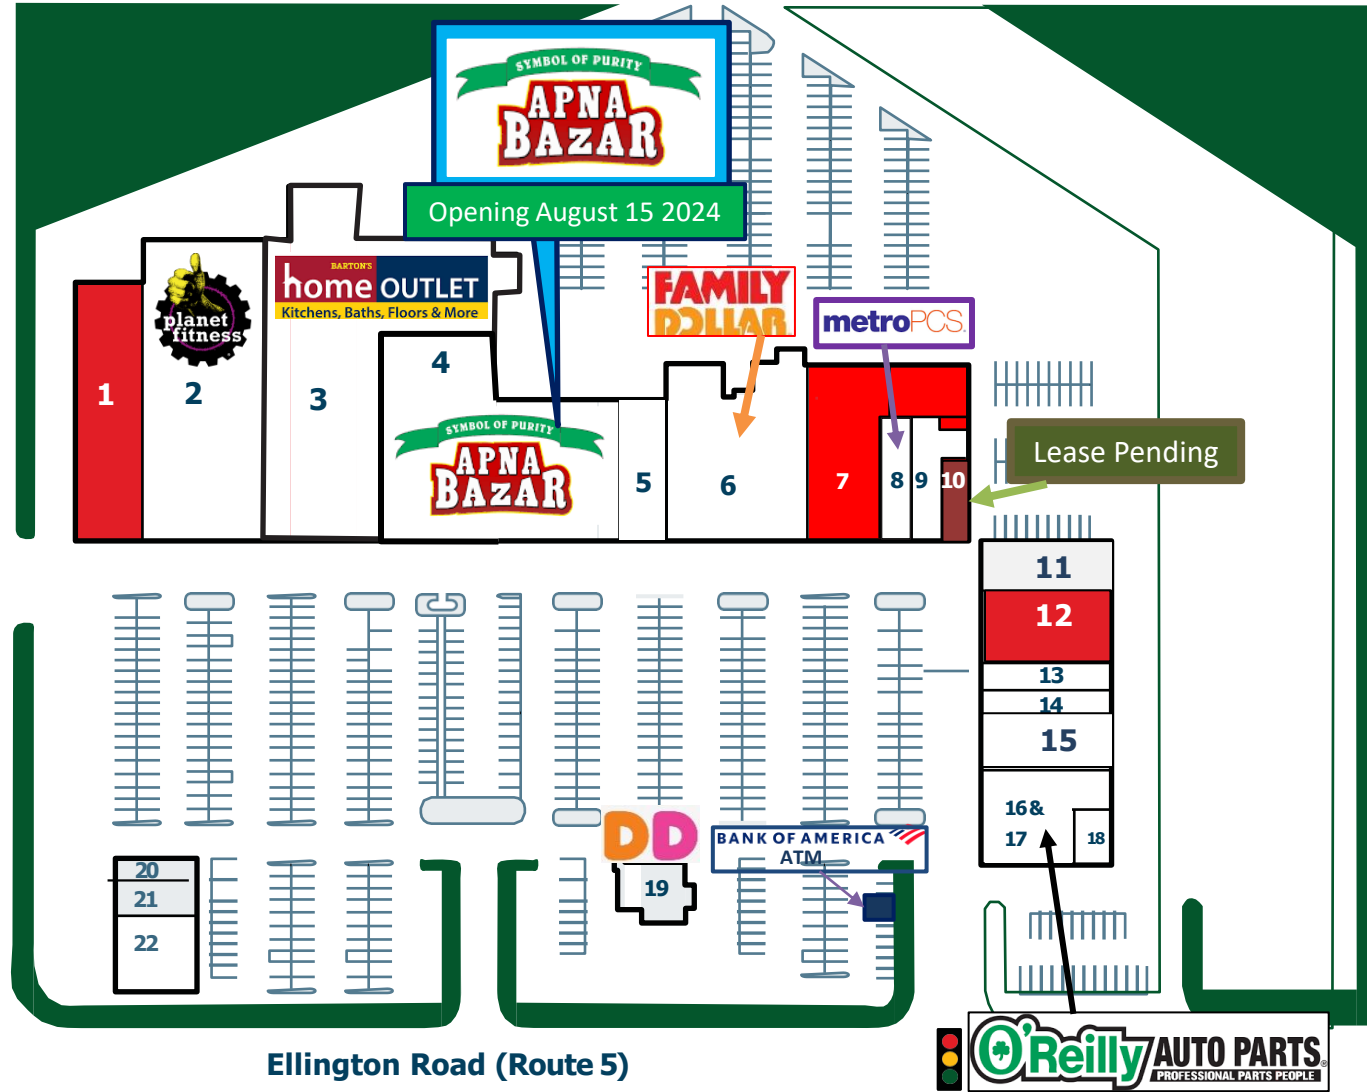 SYMBOL OF PURITY
APNA
BAZAR
Opening August 15 2024
planet
fitness
BARTON'S
home OUTLET
Kitchens, Baths, Floors & More
FAMILY
DOLLAR
metroPCS.
Lease Pending
1
2
3
4
SYMBOL OF PURITY
APNA
BAZAR
5
6
7
8
9
10
11
12
13
14
15
16 &
17
18
DD
BANK OF AMERICA
ATM
19
20
21
22
Ellington Road (Route 5)
O'Reilly AUTO PARTS
PROFESSIONAL PARTS PEOPLE